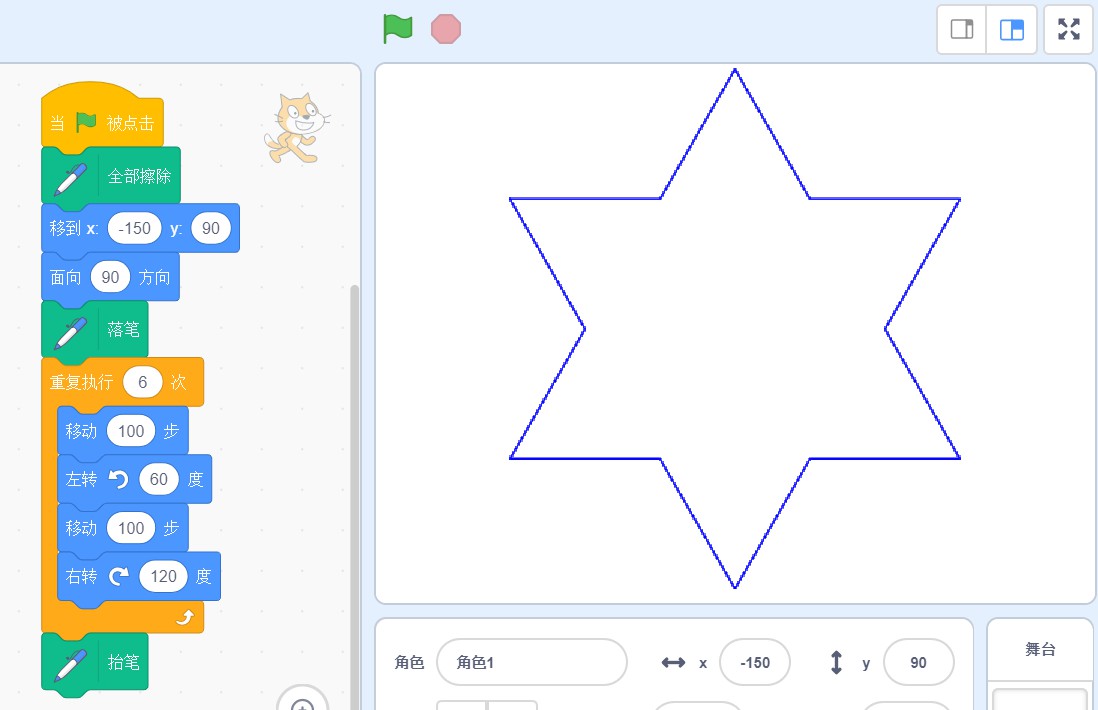 当 被点击
全部擦除
移到 x: -150 y: 90
面向 90 方向
落笔
重复执行 6 次
移动 100 步
左转 60 度
移动 100 步
右转 120 度
抬笔
角色 角色1 x -150 y 90
舞台